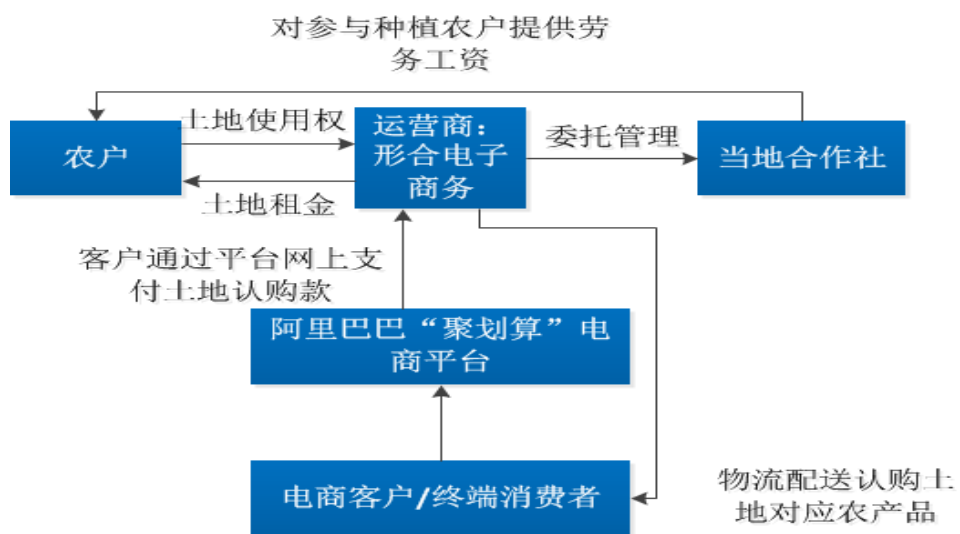 对参与种植农户提供劳
务工资
土地使用权
运营商：
形合电子
商务
委托管理
农户
当地合作社
土地租金
客户通过平台网上支
付土地认购款
阿里巴巴“聚划算”电
商平台
电商客户/终端消费者
物流配送认购土
地对应农产品